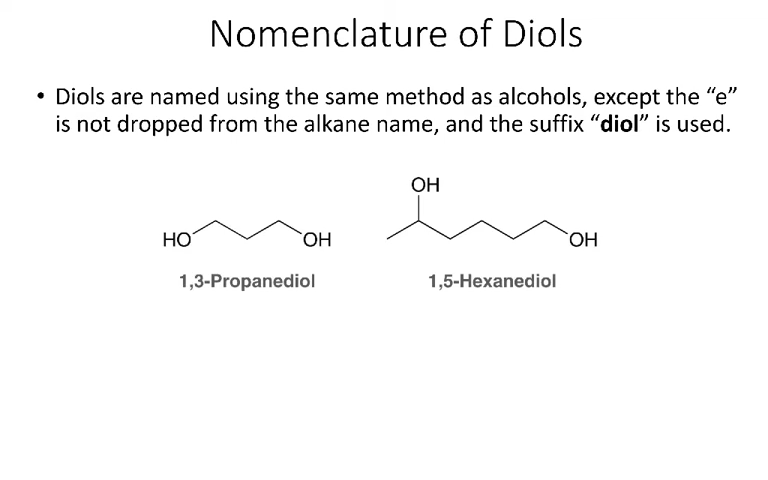 Nomenclature of Diols
• Diols are named using the same method as alcohols, except the “e”
is not dropped from the alkane name, and the suffix “diol” is used.
OH
HO
OH
OH
1,3-Propanediol
1,5-Hexanediol